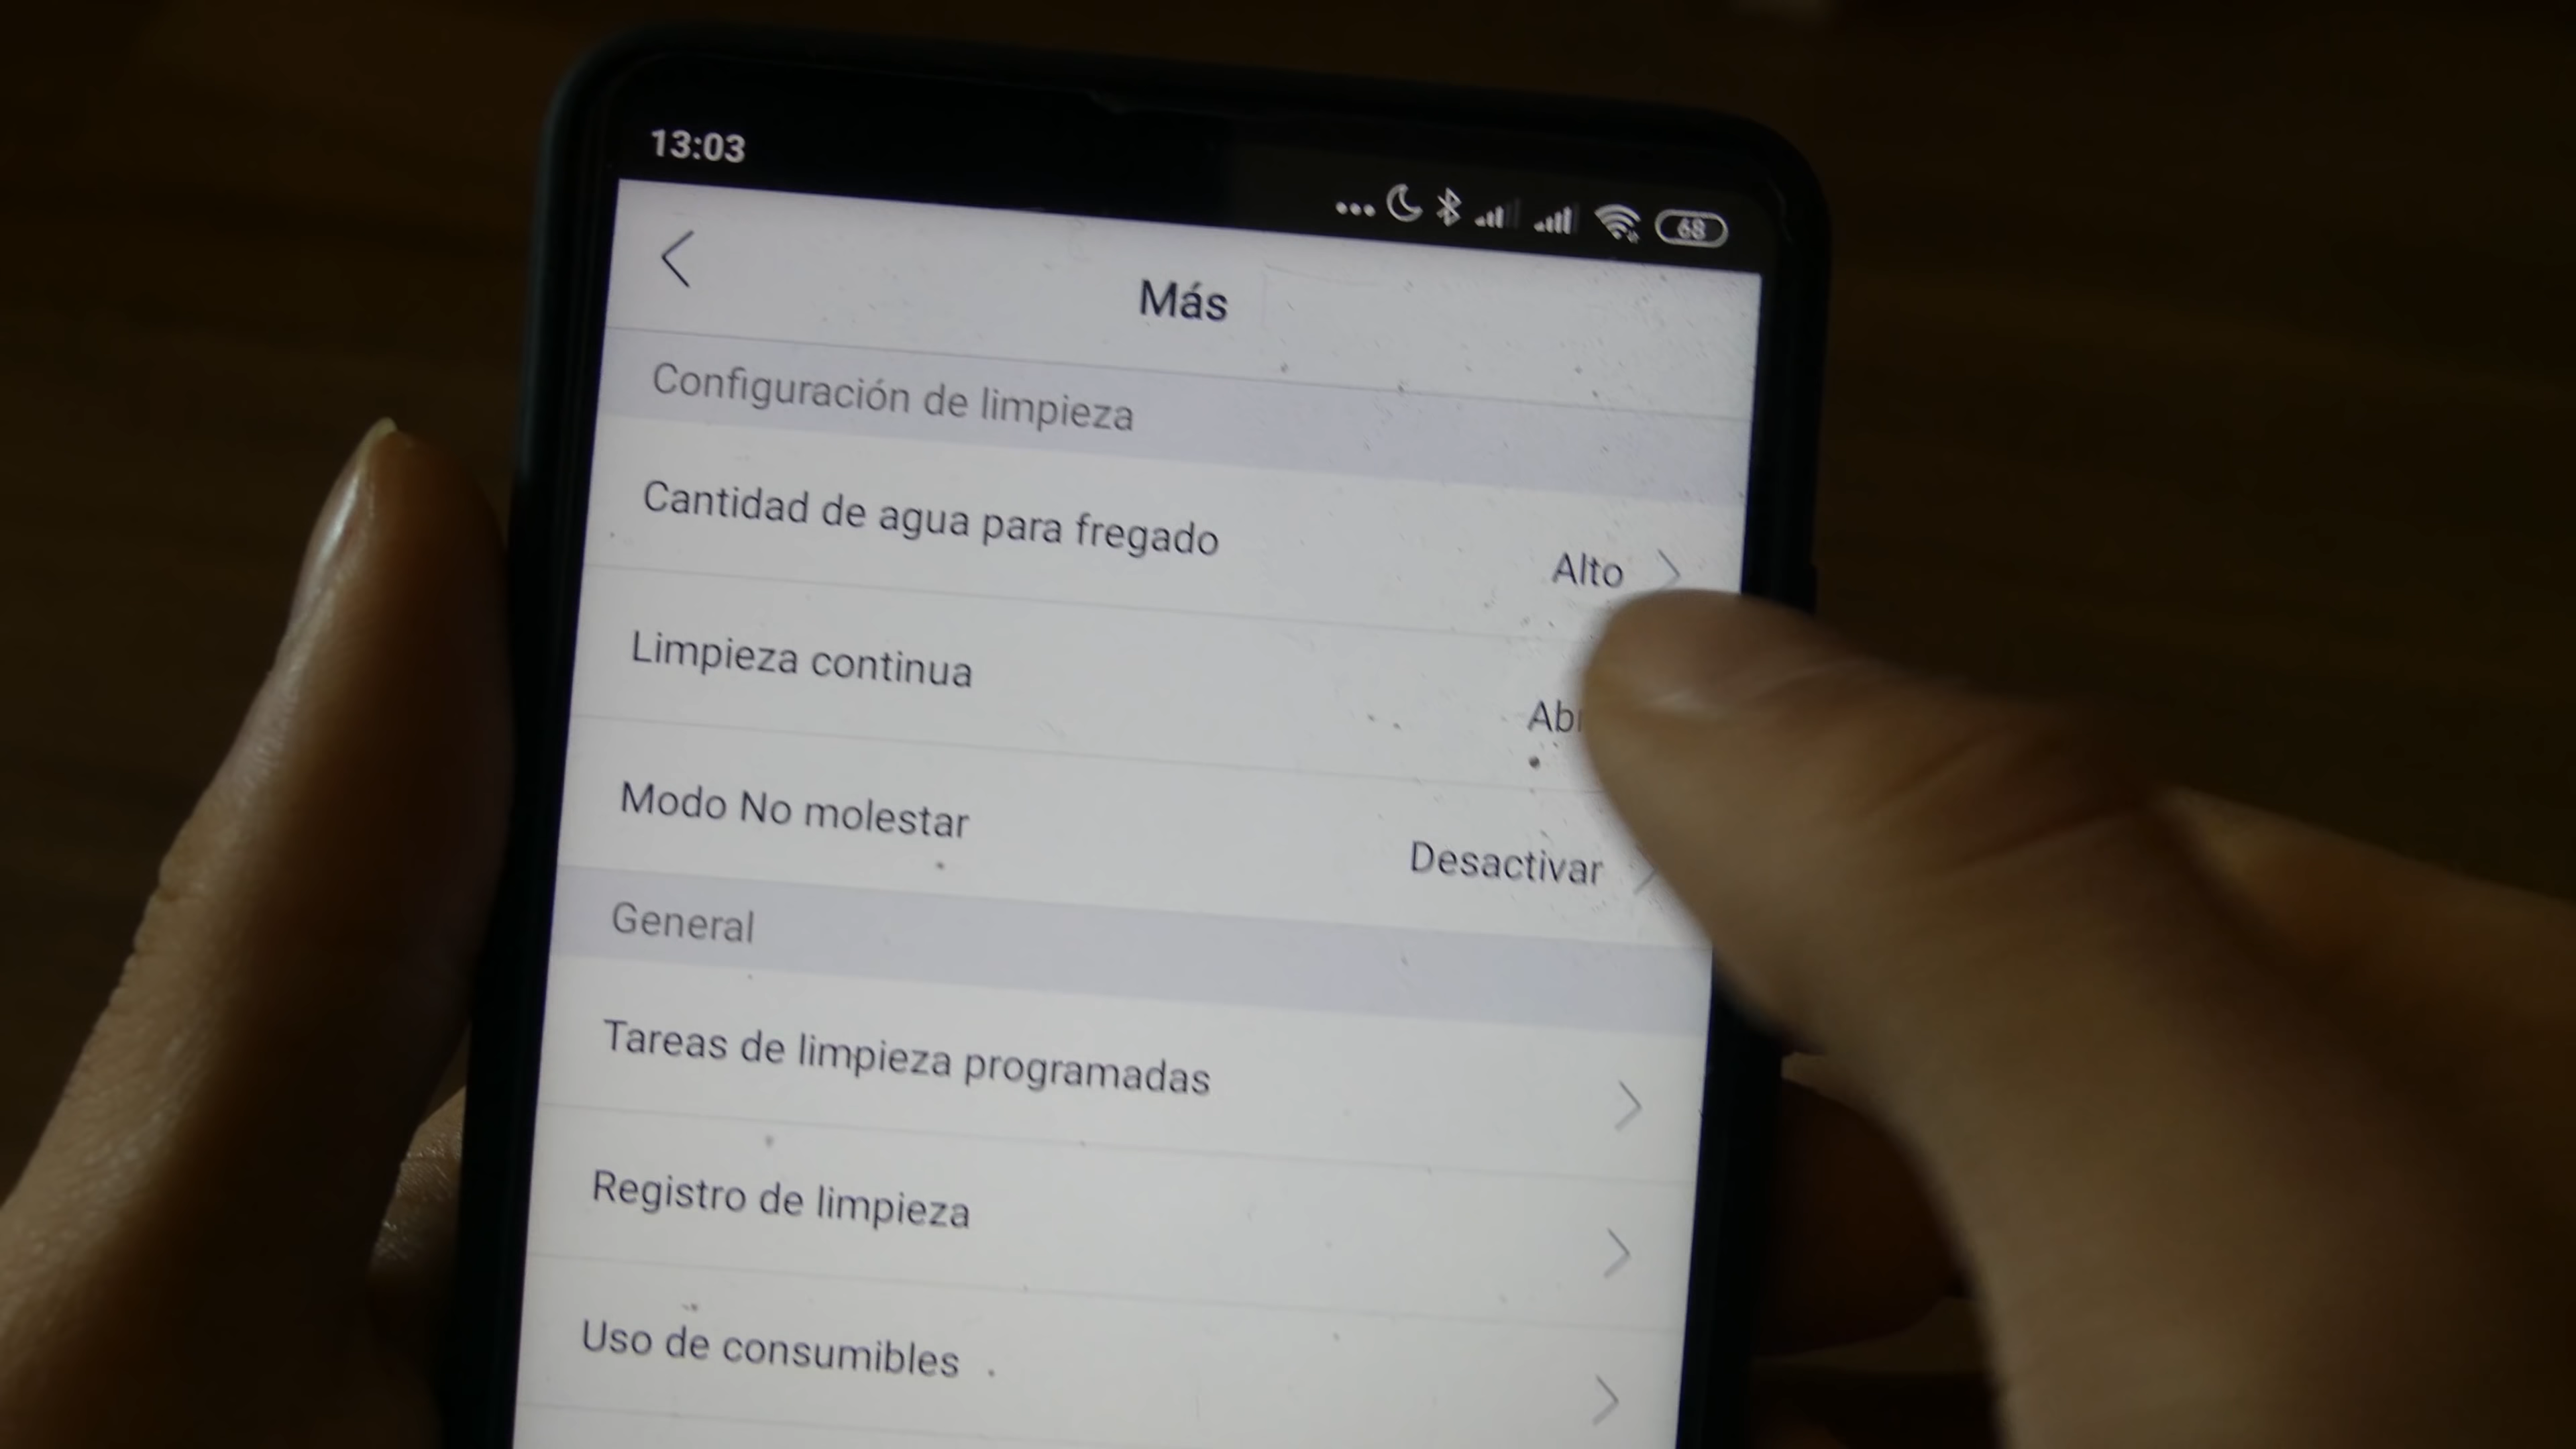 13:03
68
Más
Configuración de limpieza
Cantidad de agua para fregado
Alto
Limpieza continua
Modo No molestar
Desactivar
General
Tareas de limpieza programadas
Registro de limpieza
Uso de consumibles